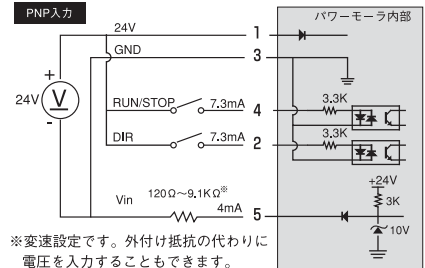 PNP入力
パワーモーラ内部
24V
1
GND
3
+
24V
V
-
RUN/STOP
7.3mA
4
3.3K
DIR
7.3mA
2
3.3K
+24V
Vin
120Ω～9.1KΩ※
4mA
5
3K
10V
※変速設定です。外付け抵抗の代わりに
電圧を入力することもできます。